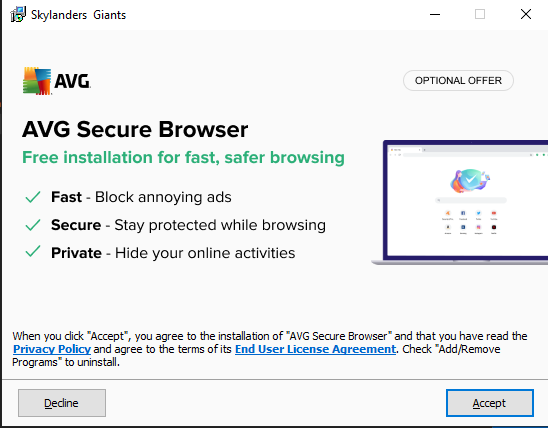 Skylanders  Giants
AVG
OPTIONAL OFFER
AVG Secure Browser
Free installation for fast, safer browsing
Fast - Block annoying ads
Secure - Stay protected while browsing
Private - Hide your online activities
When you click "Accept", you agree to the installation of "AVG Secure Browser" and that you have read the
Privacy Policy and agree to the terms of its End User License Agreement. Check "Add/Remove
Programs" to uninstall.
Decline
Accept